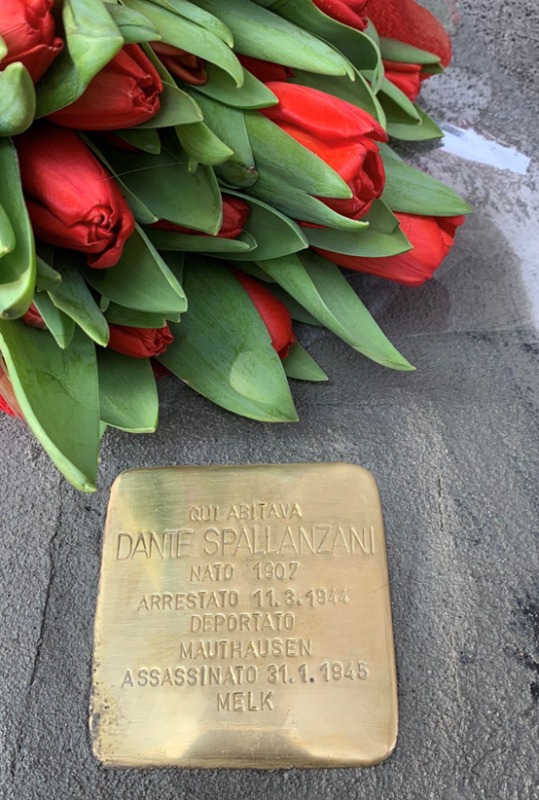 QUI ABITAVA
DANTE SPALLANZANI
NATO 1907
ARRESTATO 11.3.1944
DEPORTATO
MAUTHAUSEN
ASSASSINATO 31.1.1945
MELK